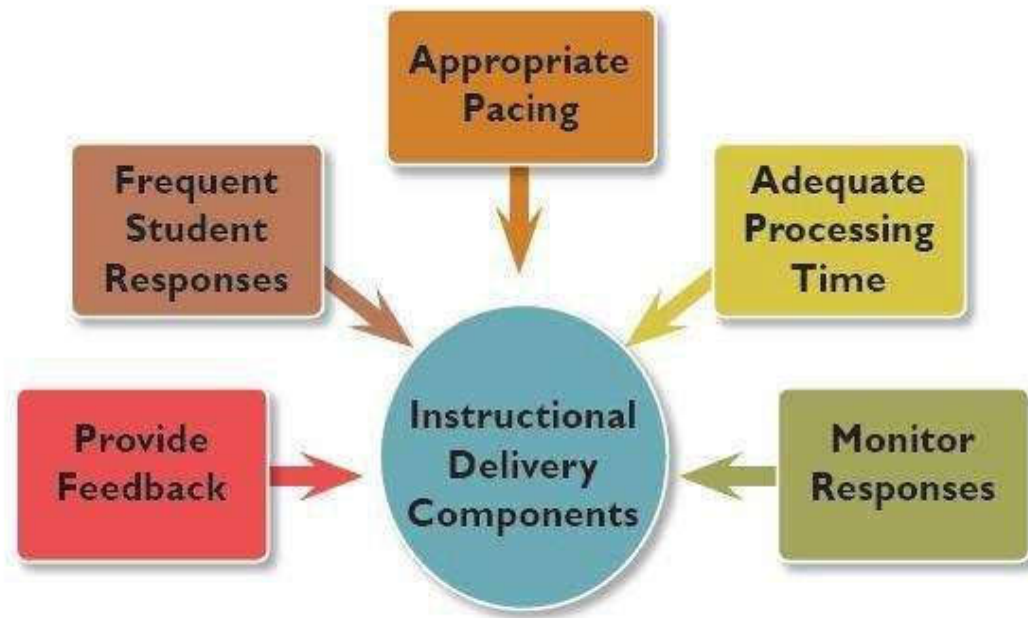 Appropriate
Pacing
Frequent
Student
Responses
Adequate
Processing
Time
Provide
Feedback
Instructional
Delivery
Components
Monitor
Responses